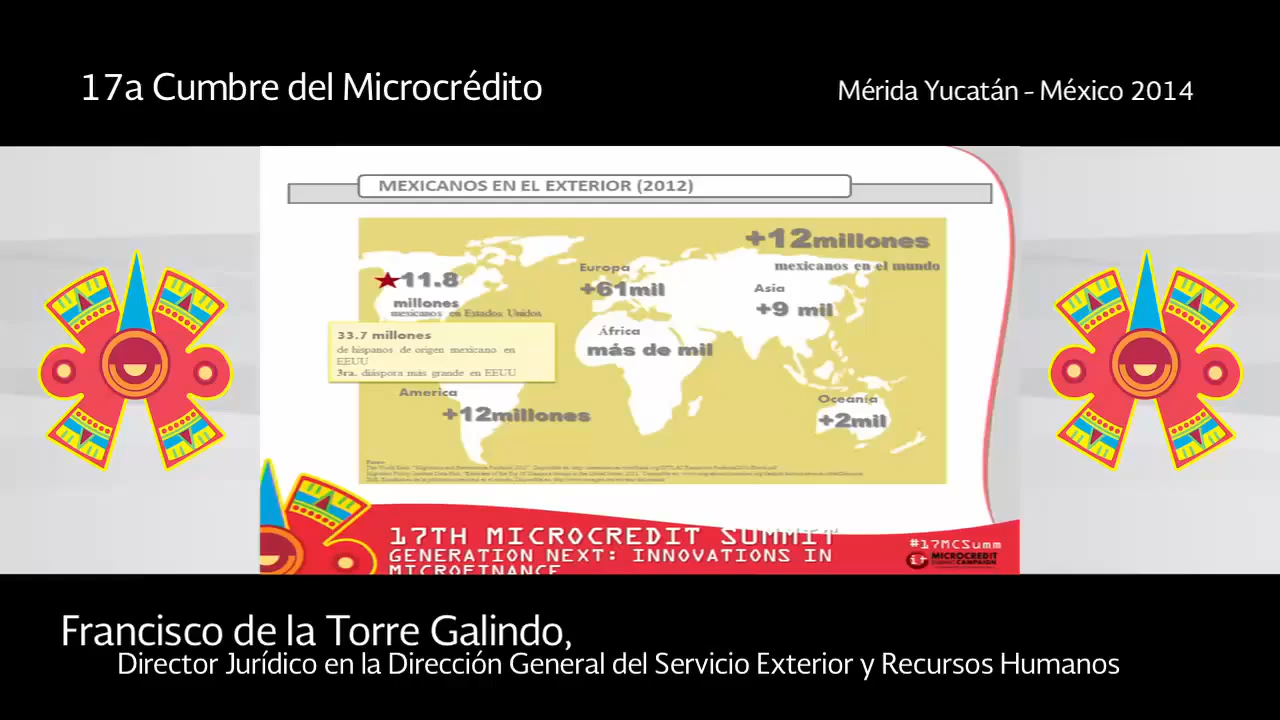 17a Cumbre del Microcrédito
Mérida Yucatán - México 2014
MEXICANOS EN EL EXTERIOR (2012)
+12millones
mexicanos en el mundo
Europa
+61mil
Asia
+9 mil
11.8
millones
mexicanos en Estados Unidos
33.7 millones
de hispanos de origen mexicano en
EEUU
3ra. diáspora más grande en EEUU
África
más de mil
America
+12millones
Oceania
+2mil
17TH MICROCREDIT SUMMIT
GENERATION NEXT: INNOVATIONS IN
MICROFINANCE
#17MCSumm
MICROCREDIT
CAMPAIGN
Francisco de la Torre Galindo,
Director Jurídico en la Dirección General del Servicio Exterior y Recursos Humanos